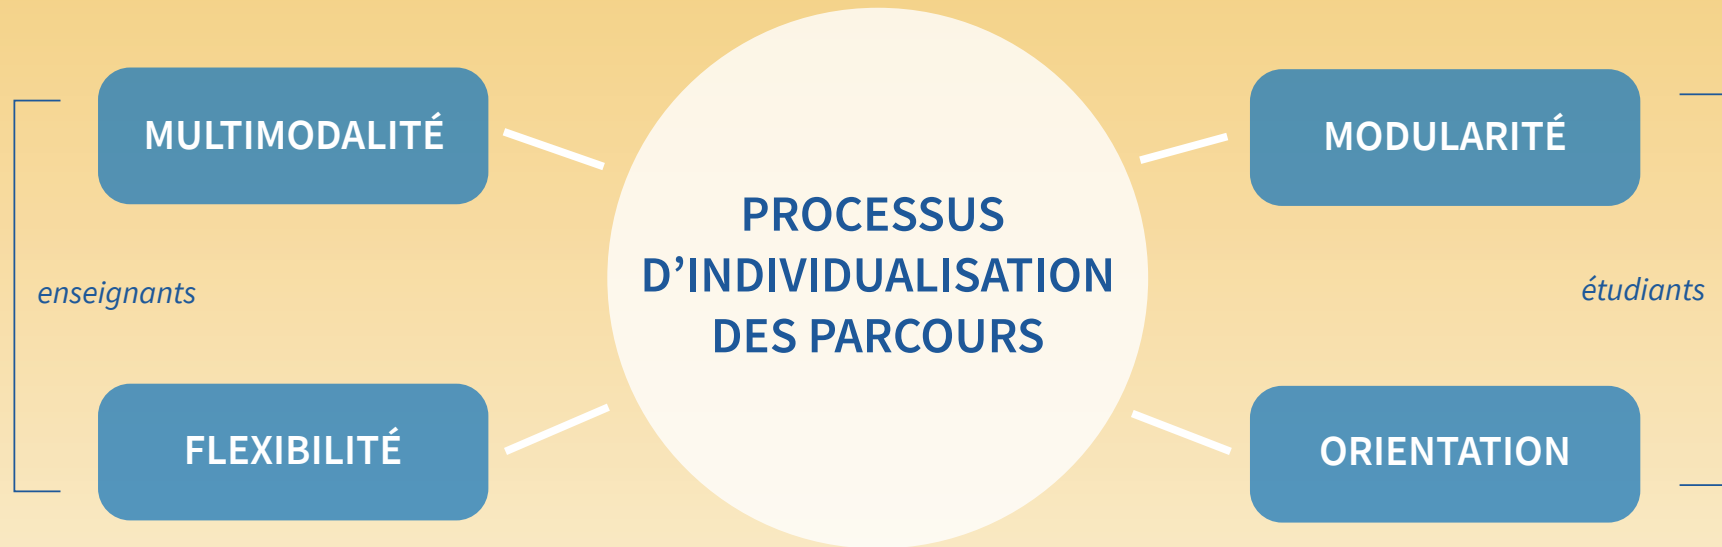 MULTIMODALITÉ
enseignants
FLEXIBILITÉ
PROCESSUS
D’INDIVIDUALISATION
DES PARCOURS
MODULARITÉ
étudiants
ORIENTATION